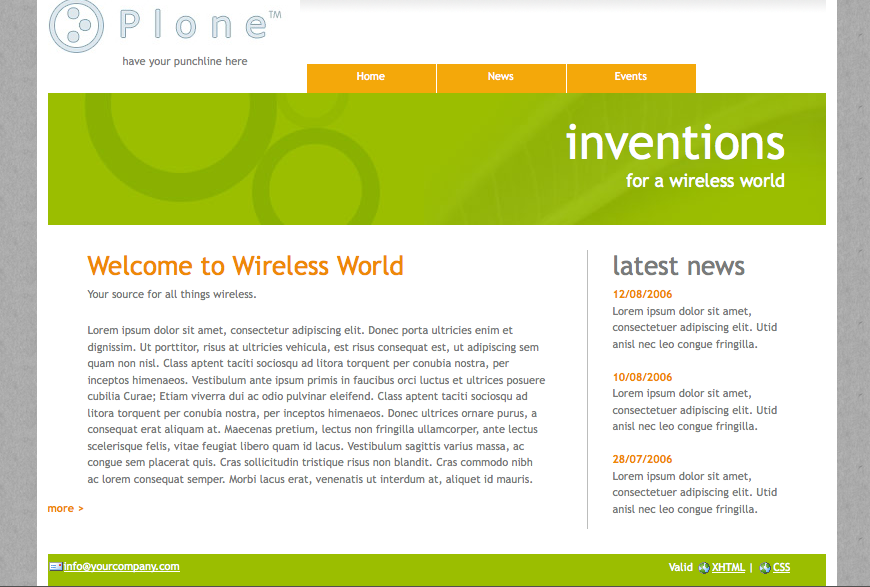 Plone™
have your punchline here
Home
News
Events
inventions
for a wireless world
Welcome to Wireless World
Your source for all things wireless.
Lorem ipsum dolor sit amet, consectetur adipiscing elit. Donec porta ultricies enim et
dignissim. Ut porttitor, risus at ultricies vehicula, est risus consequat est, ut adipiscing sem
quam non nisl. Class aptent taciti sociosqu ad litora torquent per conubia nostra, per
inceptos himenaeos. Vestibulum ante ipsum primis in faucibus orci luctus et ultrices posuere
cubilia Curae; Etiam viverra dui ac odio pulvinar eleifend. Class aptent taciti sociosqu ad
litora torquent per conubia nostra, per inceptos himenaeos. Donec ultrices ornare purus, a
consequat erat aliquam at. Maecenas pretium, lectus non fringilla ullamcorper, ante lectus
scelerisque felis, vitae feugiat libero quam id lacus. Vestibulum sagittis varius massa, ac
congue sem placerat quis. Cras sollicitudin tristique risus non blandit. Cras commodo nibh
ac lorem consequat semper. Morbi lacus erat, venenatis ut interdum at, aliquet id mauris.
more >
latest news
12/08/2006
Lorem ipsum dolor sit amet,
consectetuer adipiscing elit. Utid
anisl nec leo congue fringilla.
10/08/2006
Lorem ipsum dolor sit amet,
consectetuer adipiscing elit. Utid
anisl nec leo congue fringilla.
28/07/2006
Lorem ipsum dolor sit amet,
consectetuer adipiscing elit. Utid
anisl nec leo congue fringilla.
info@yourcompany.com
Valid XHTML | CSS